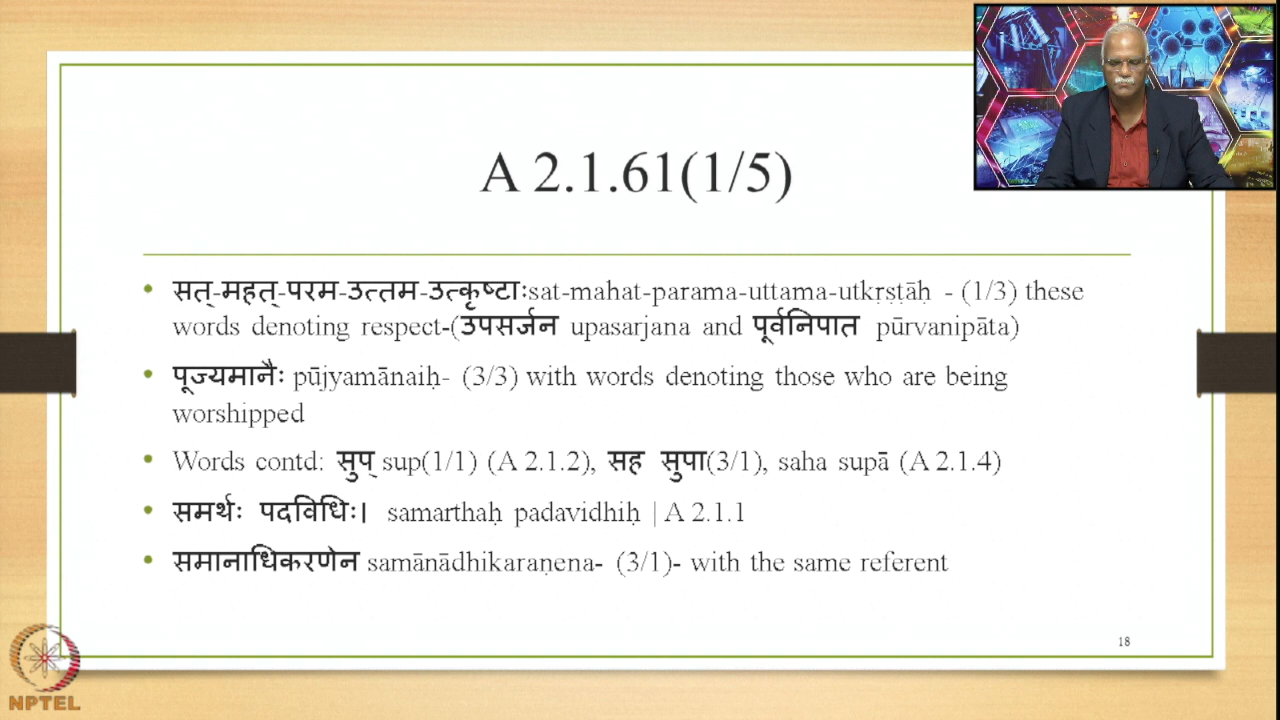 A 2.1.61(1/5)
सत्-महत्-परम-उत्तम-उत्कृष्टाःsat-mahat-parama-uttama-utkṛṣṭāḥ - (1/3) these
words denoting respect-(उपसर्जन upasarjana and पूर्वनिपात pūrvanipāta)
पूज्यमानैः pūjyamānaiḥ- (3/3) with words denoting those who are being
worshipped
Words contd: सुप् sup(1/1) (A 2.1.2), सह सुपा(3/1), saha supā (A 2.1.4)
समर्थः पदविधिः। samarthaḥ padavidhiḥ | A 2.1.1
समानाधिकरणेन samānādhikaraṇena- (3/1)- with the same referent
18
NPTEL